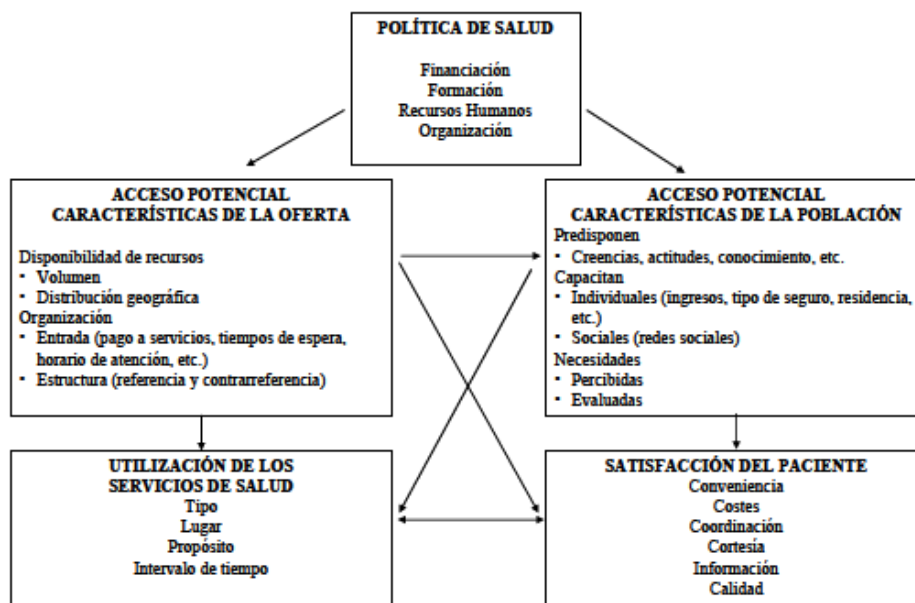 POLÍTICA DE SALUD
Financiación
Formación
Recursos Humanos
Organización
ACCESO POTENCIAL
CARACTERÍSTICAS DE LA OFERTA
Disponibilidad de recursos
▪ Volumen
▪ Distribución geográfica
Organización
▪ Entrada (pago a servicios, tiempos de espera,
horario de atención, etc.)
▪ Estructura (referencia y contrarreferencia)
ACCESO POTENCIAL
CARACTERÍSTICAS DE LA POBLACIÓN
Predisponen
▪ Creencias, actitudes, conocimiento, etc.
Capacitan
▪ Individuales (ingresos, tipo de seguro, residencia,
etc.)
▪ Sociales (redes sociales)
Necesidades
▪ Percibidas
▪ Evaluadas
UTILIZACIÓN DE LOS
SERVICIOS DE SALUD
Tipo
Lugar
Propósito
Intervalo de tiempo
SATISFACCIÓN DEL PACIENTE
Conveniencia
Costes
Coordinación
Cortesía
Información
Calidad